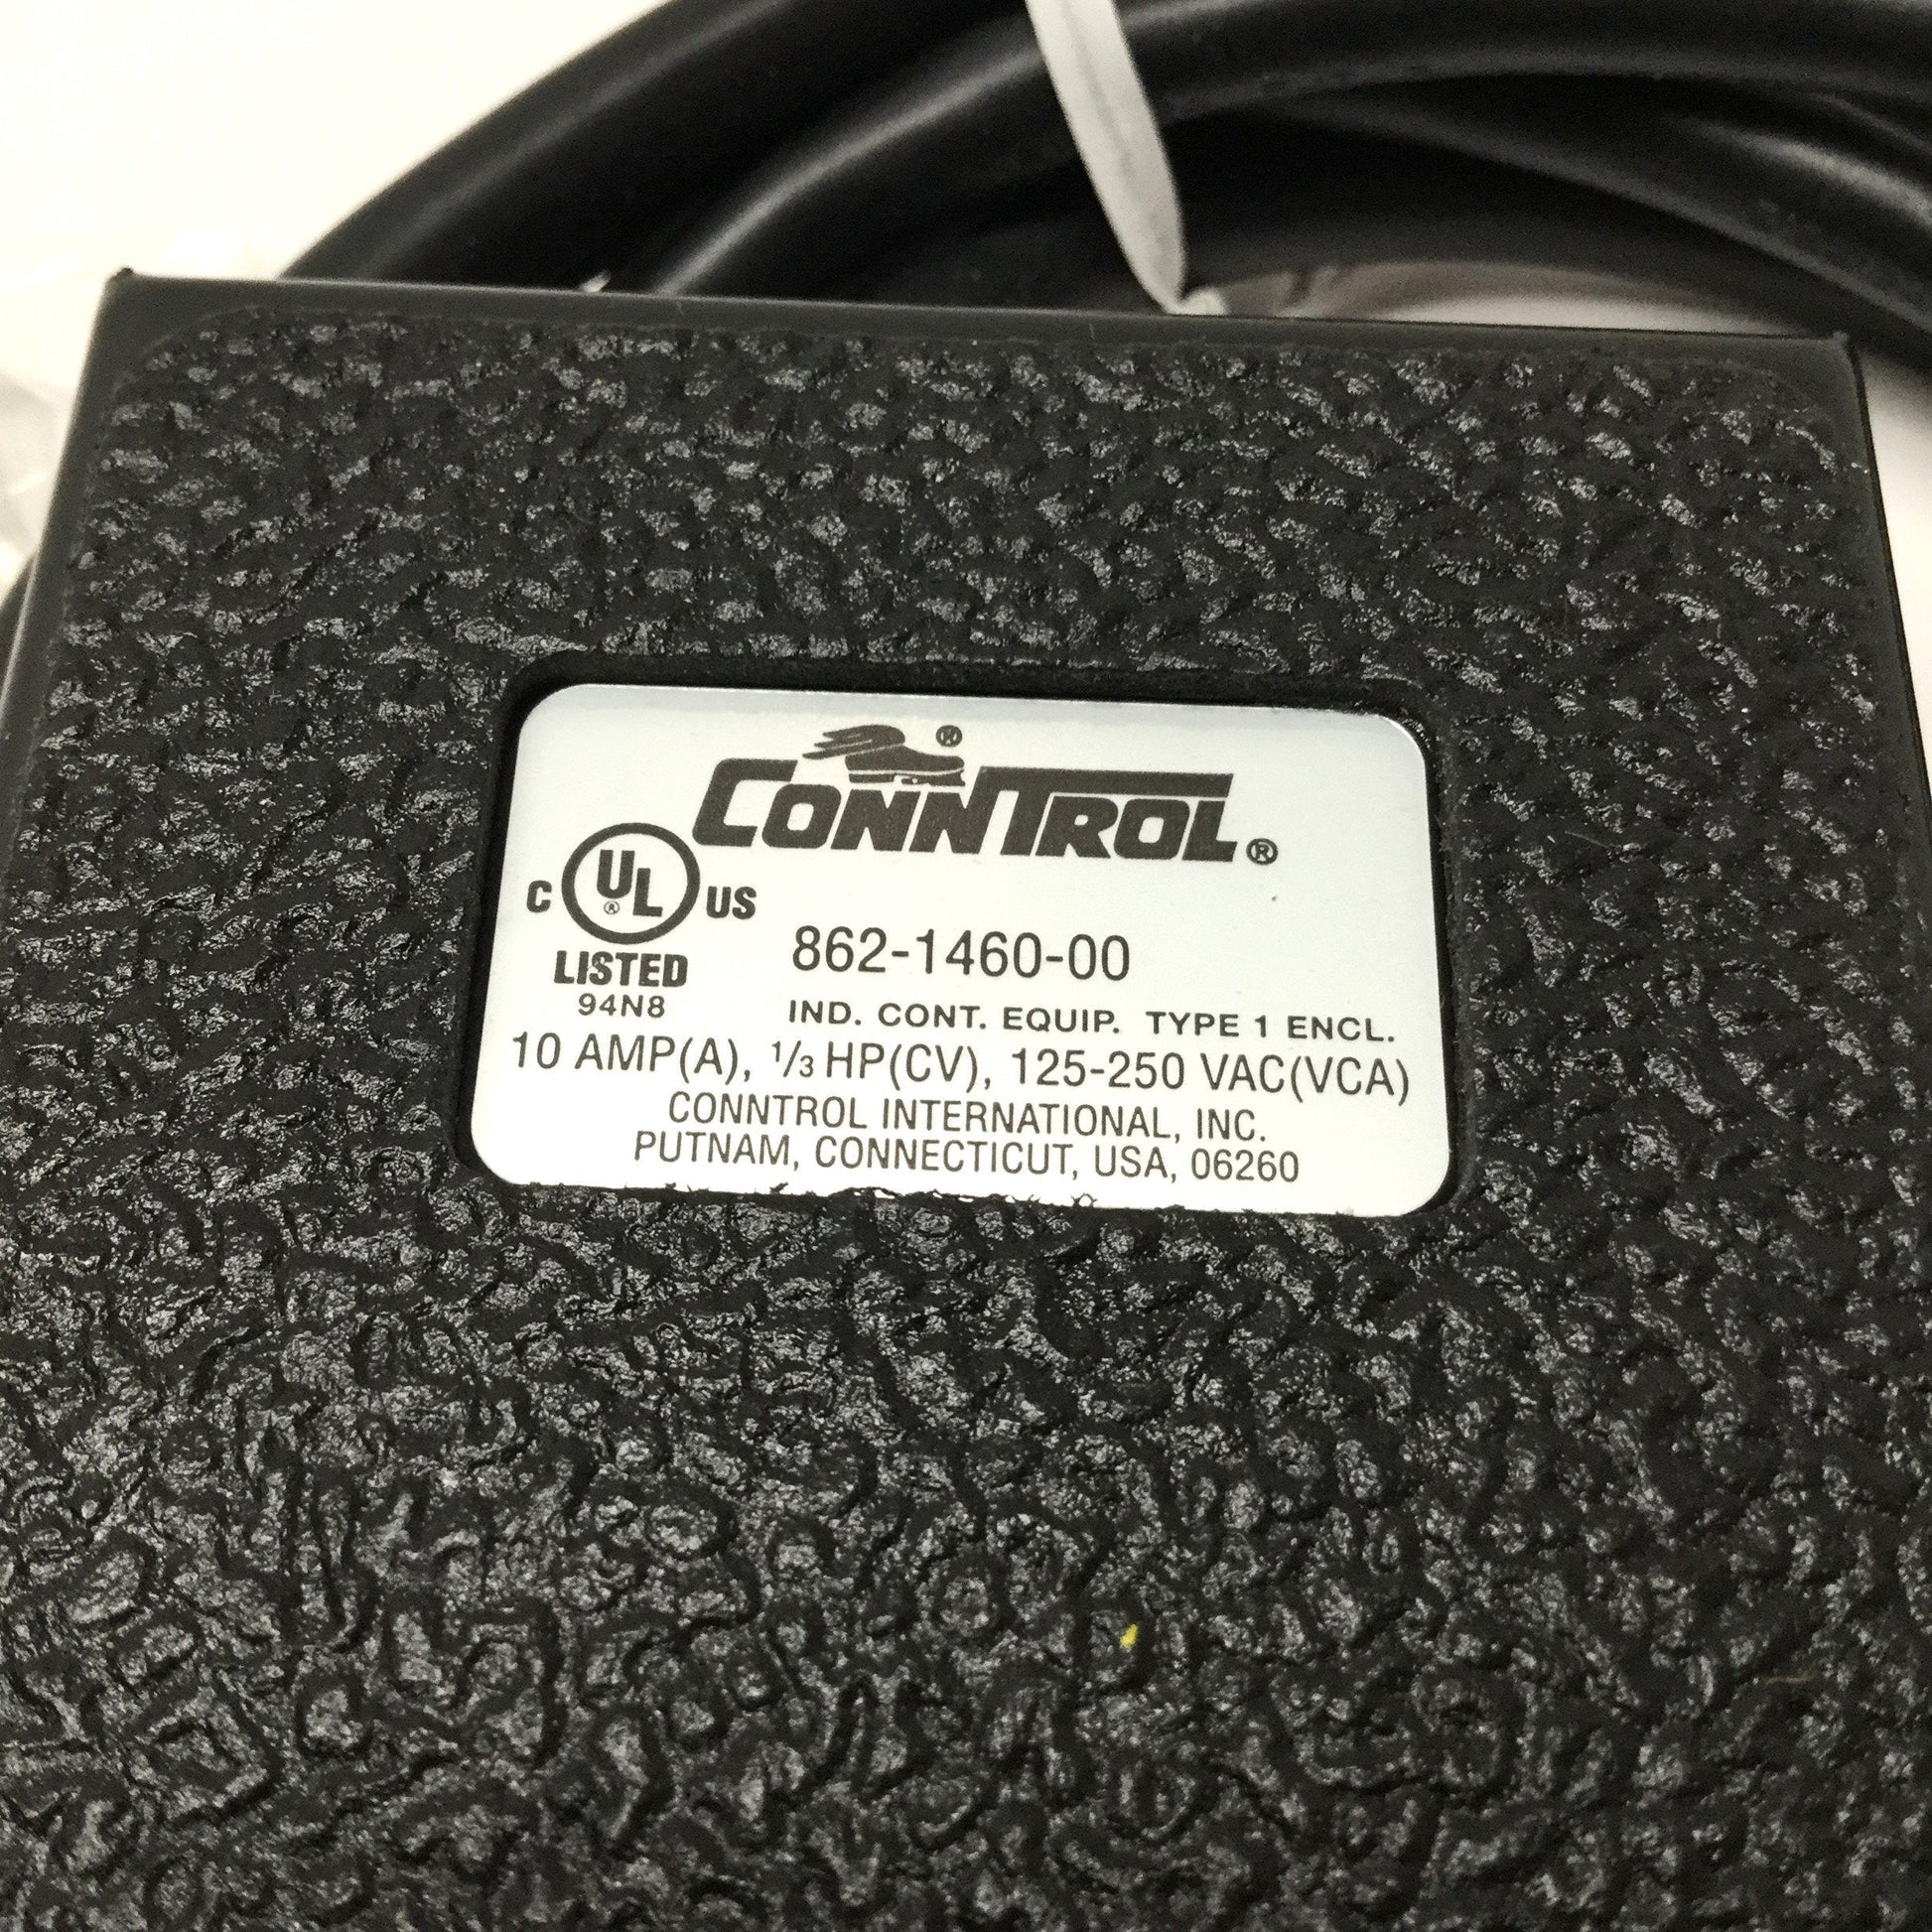 ®
CONNTROL®
C UL® US
LISTED
94N8
862-1460-00
IND. CONT. EQUIP. TYPE 1 ENCL.
10 AMP(A), 1/3 HP(CV), 125-250 VAC(VCA)
CONNTROL INTERNATIONAL, INC.
PUTNAM, CONNECTICUT, USA, 06260